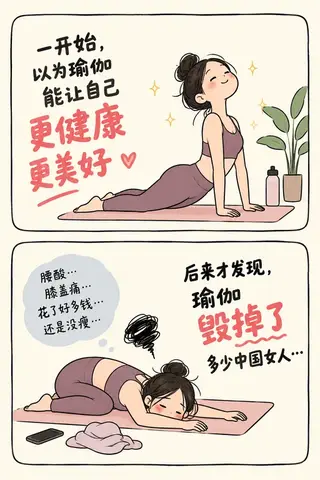 一开始，
以为瑜伽
能让自己
更健康
更美好
腰酸…
膝盖痛…
花了好多钱…
还是没瘦…
后来才发现，
瑜伽
毁掉了
多少中国女人…